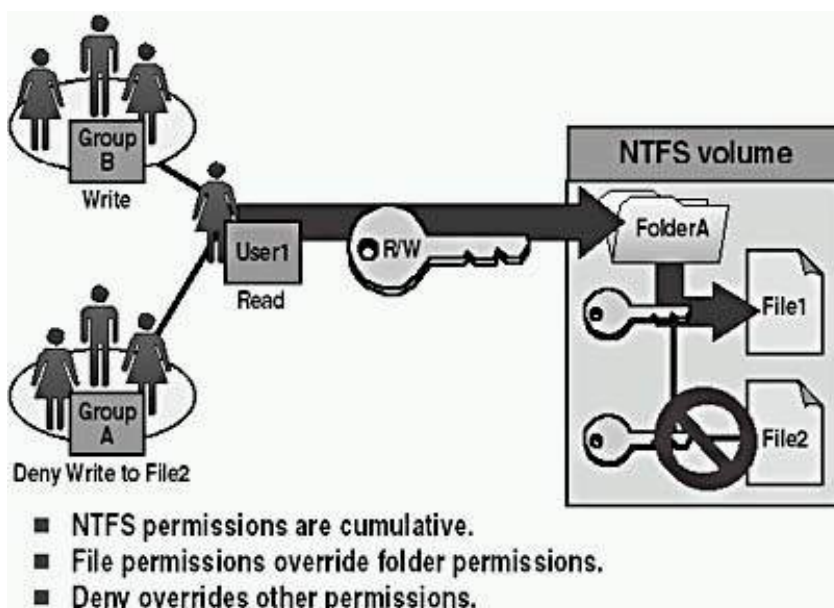 Group
B
Write
User1
Read
R/W
NTFS volume
FolderA
File1
File2
Group
A
Deny Write to File2
NTFS permissions are cumulative.
File permissions override folder permissions.
Deny overrides other permissions.